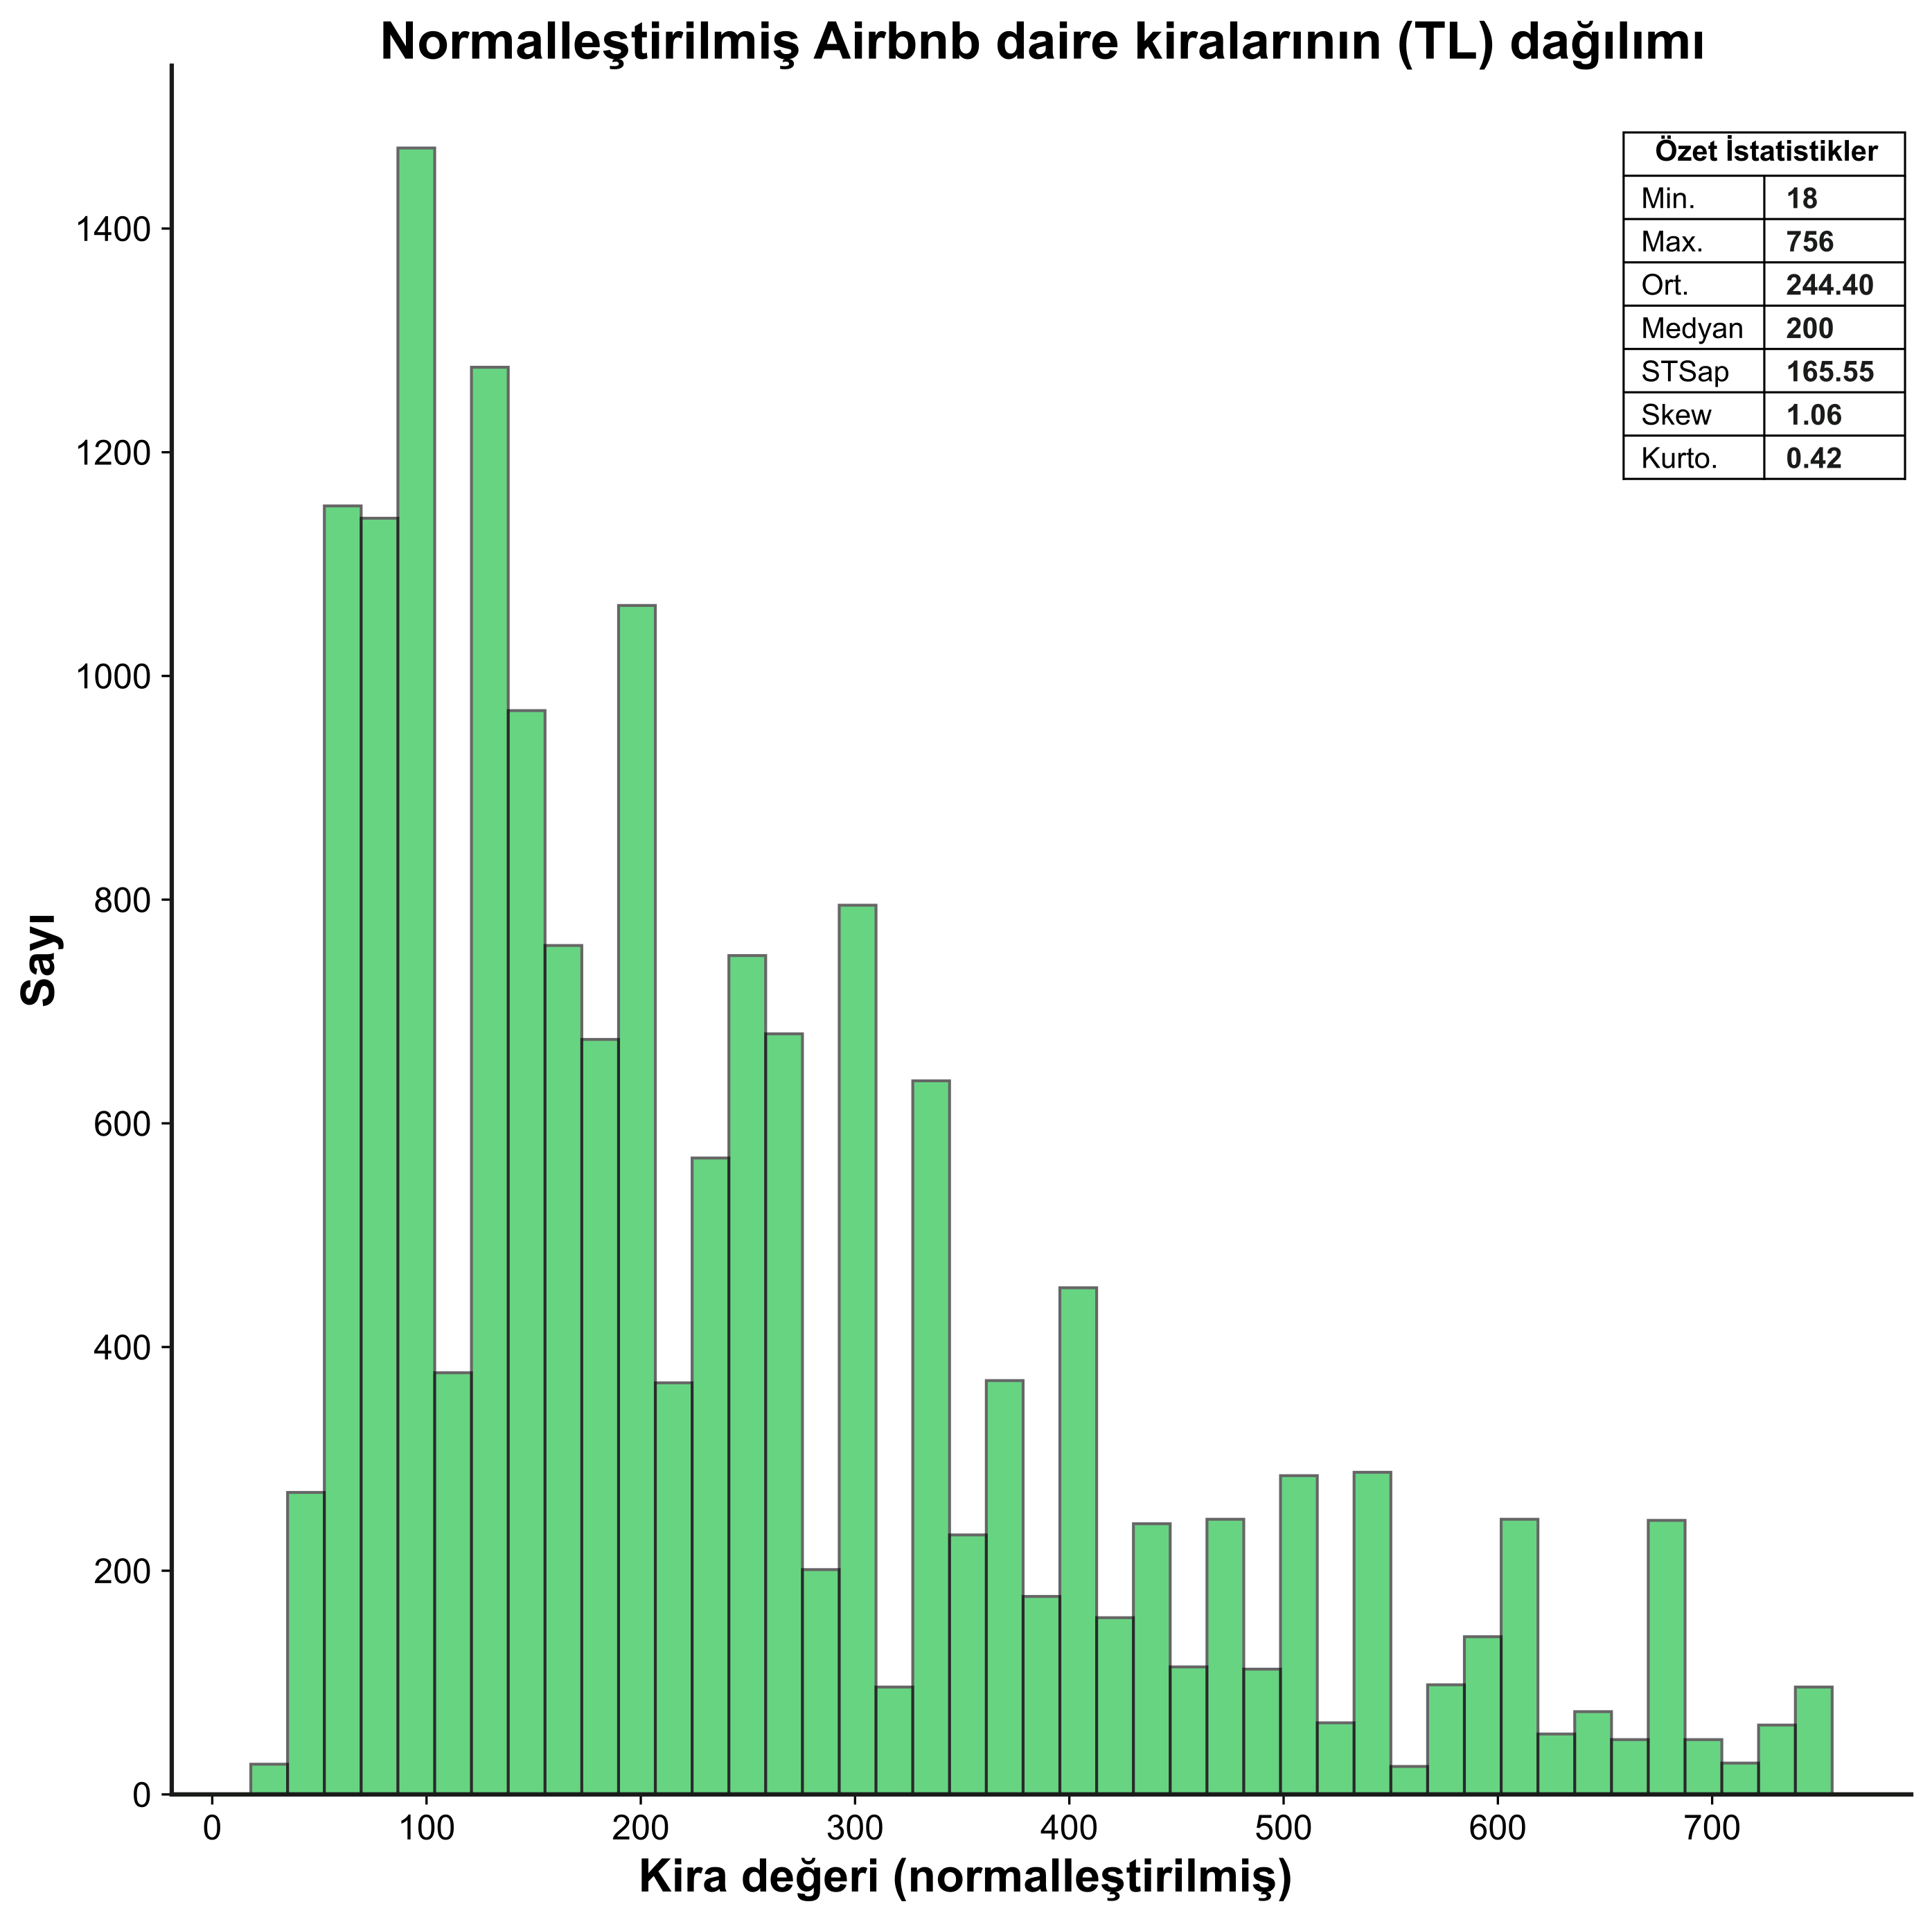 Normalleştirilmiş Airbnb daire kiralarının (TL) dağılımı
Özet İstatistikler
Min. 18
Max. 756
Ort. 244.40
Medyan 200
STSap 165.55
Skew 1.06
Kurto. 0.42
1400
1200
1000
800
600
400
200
0
Sayı
0 100 200 300 400 500 600 700
Kira değeri (normalleştirilmiş)